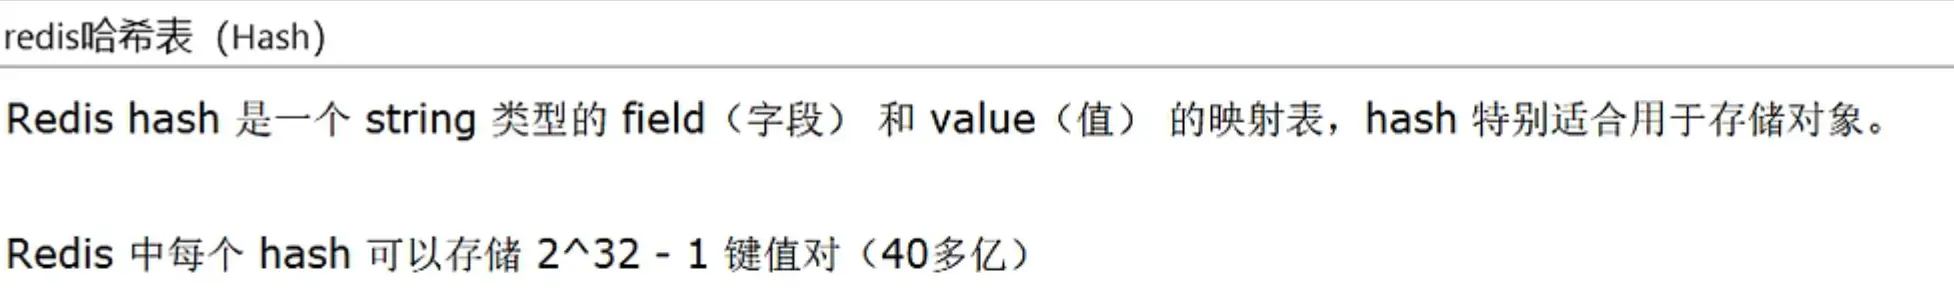 redis哈希表（Hash）
Redis hash 是一个 string 类型的 field（字段） 和 value（值） 的映射表，hash 特别适合用于存储对象。
Redis 中每个 hash 可以存储 2^32 - 1 键值对（40多亿）